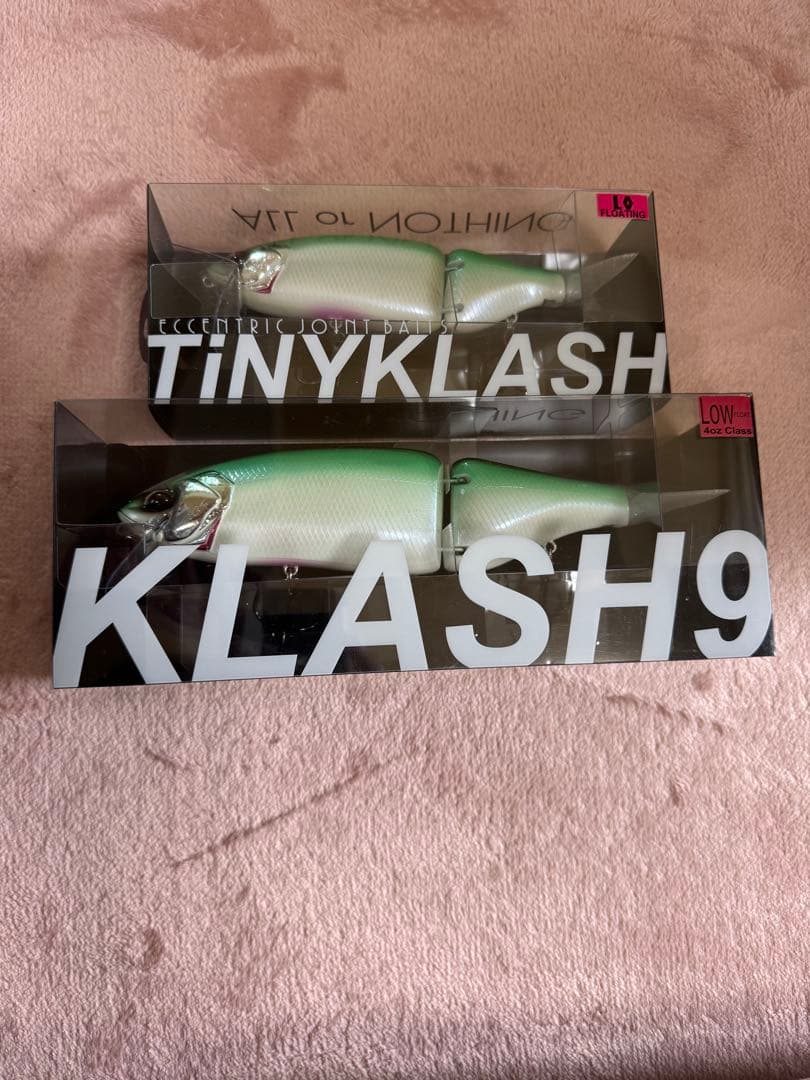 ALL or NOTHING
LO
FLOATING
ECCENTRIC JOINT BAITS
TiNYKLASH
LOW FLOAT
4oz Class
KLASH9